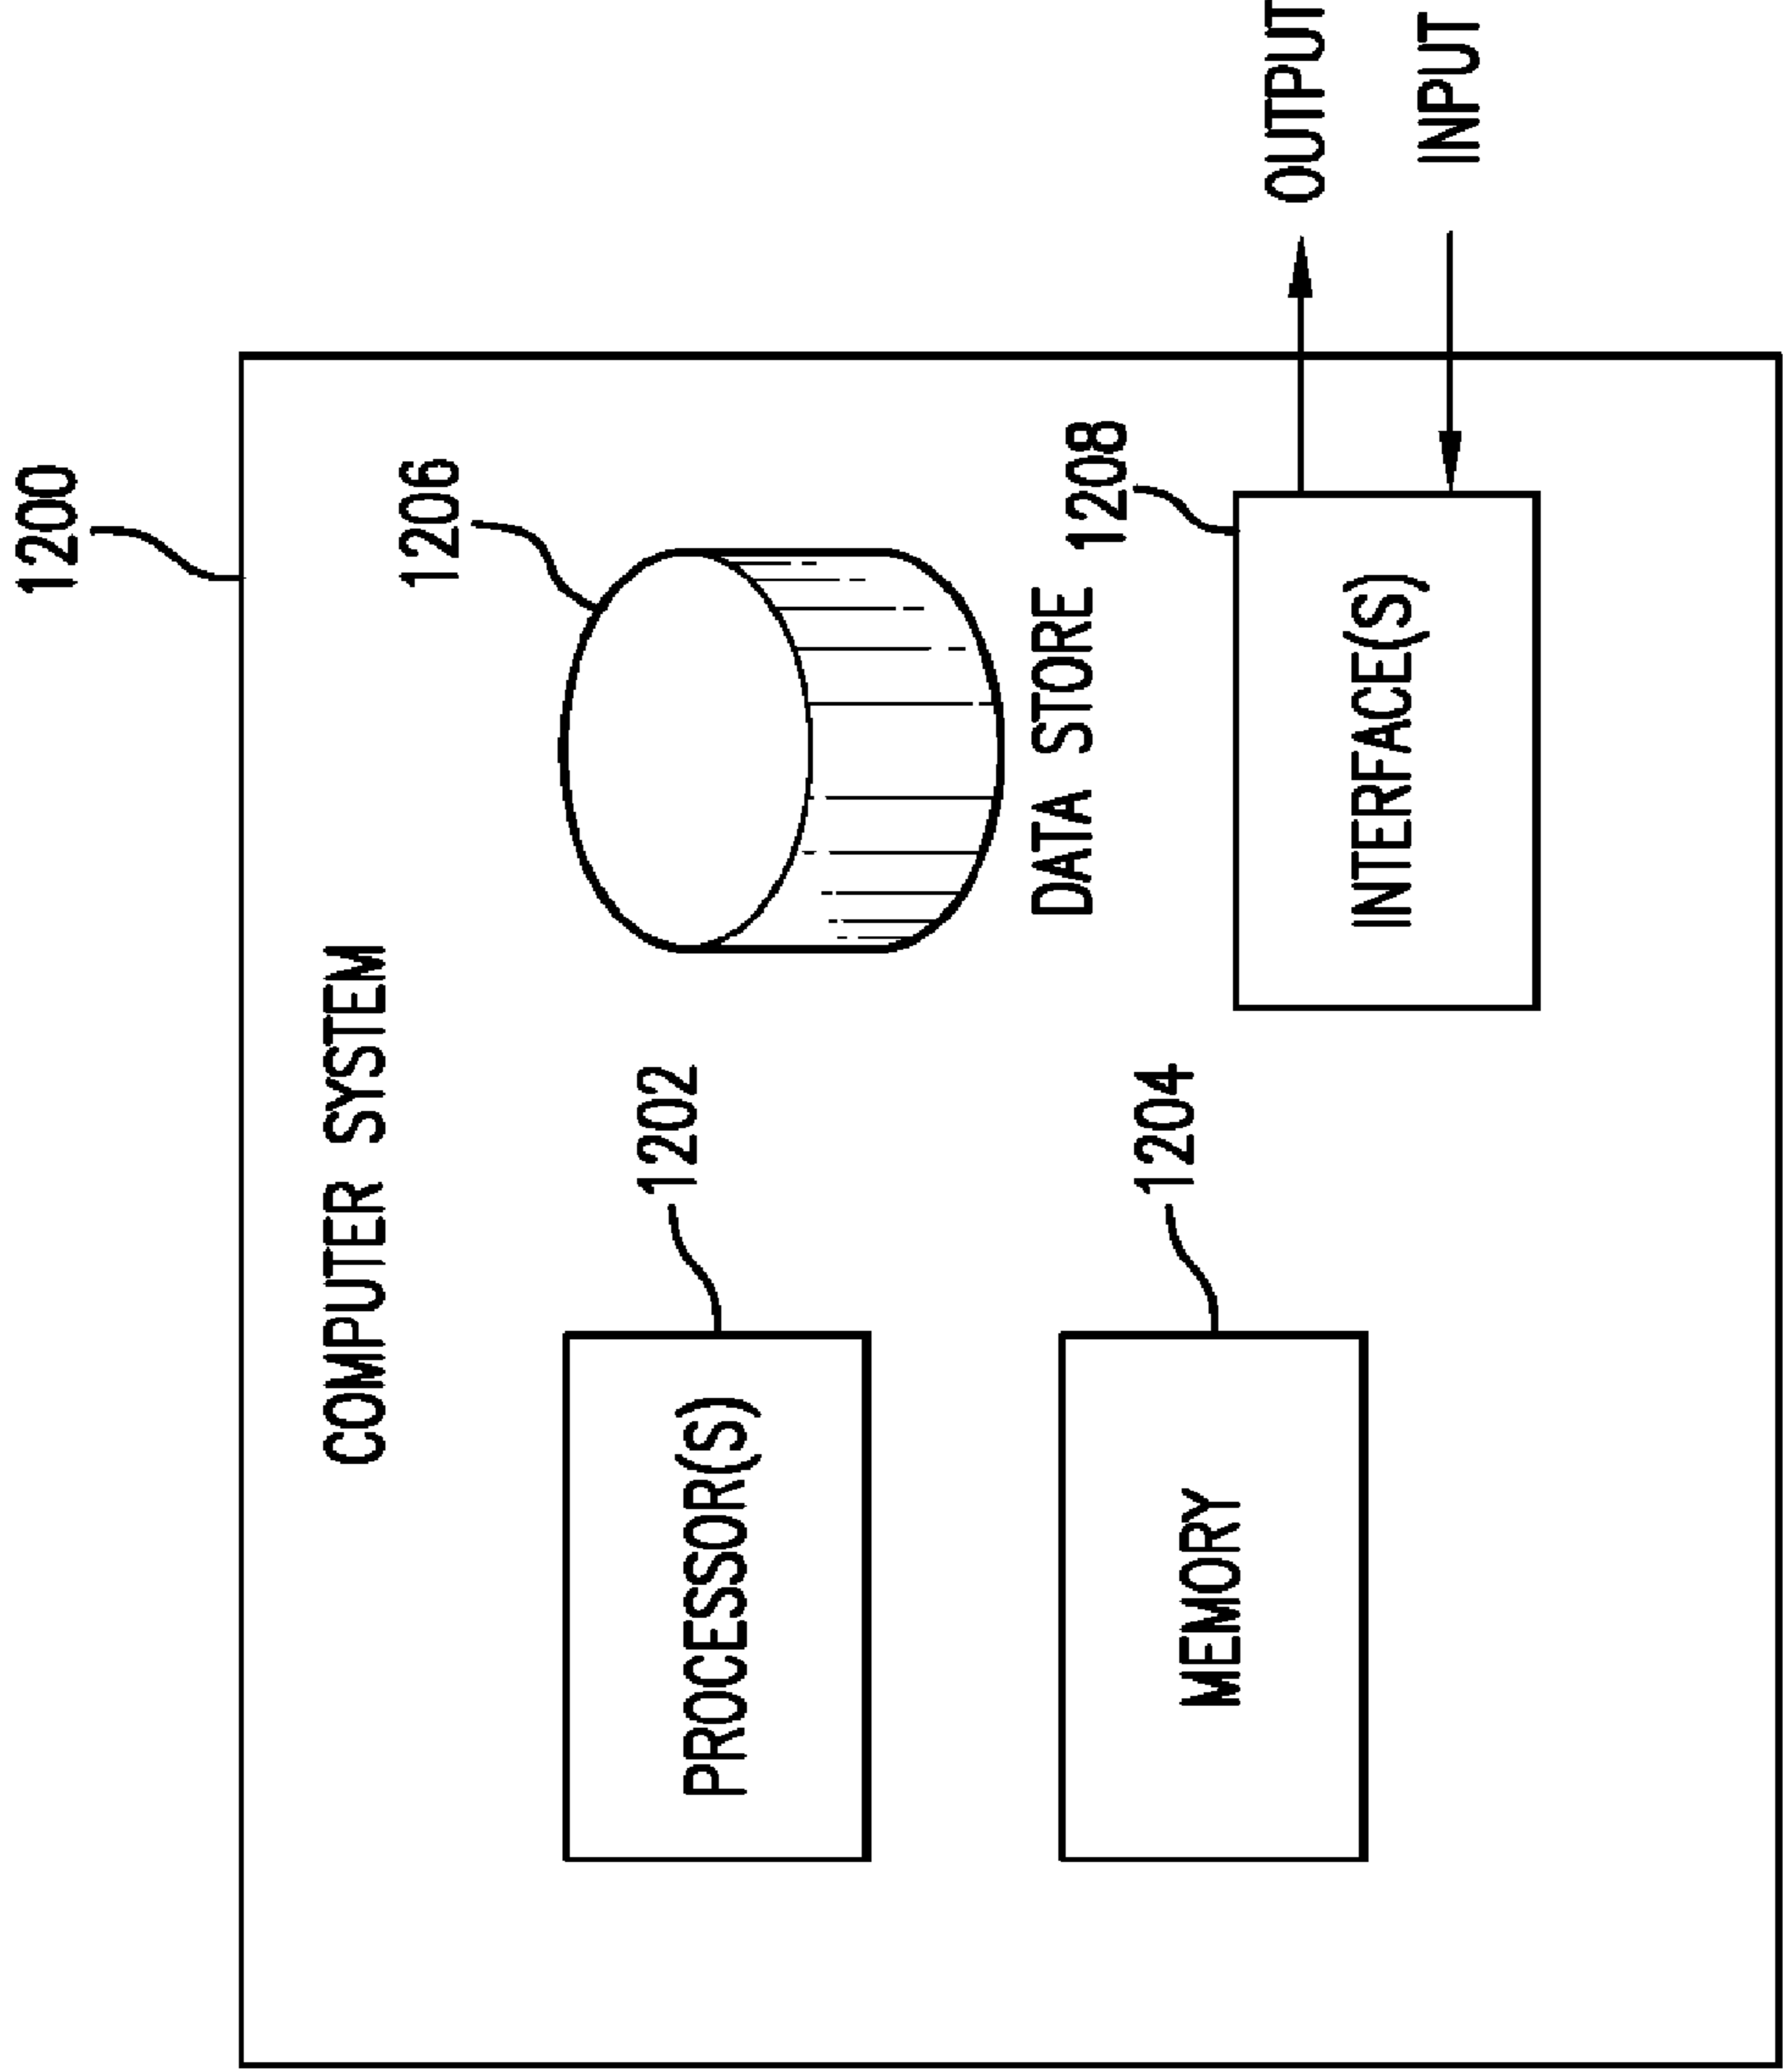 1200
COMPUTER SYSTEM
1206
1202
PROCESSOR(S)
DATA STORE
1204
MEMORY
1208
INTERFACE(S)
OUTPUT
INPUT